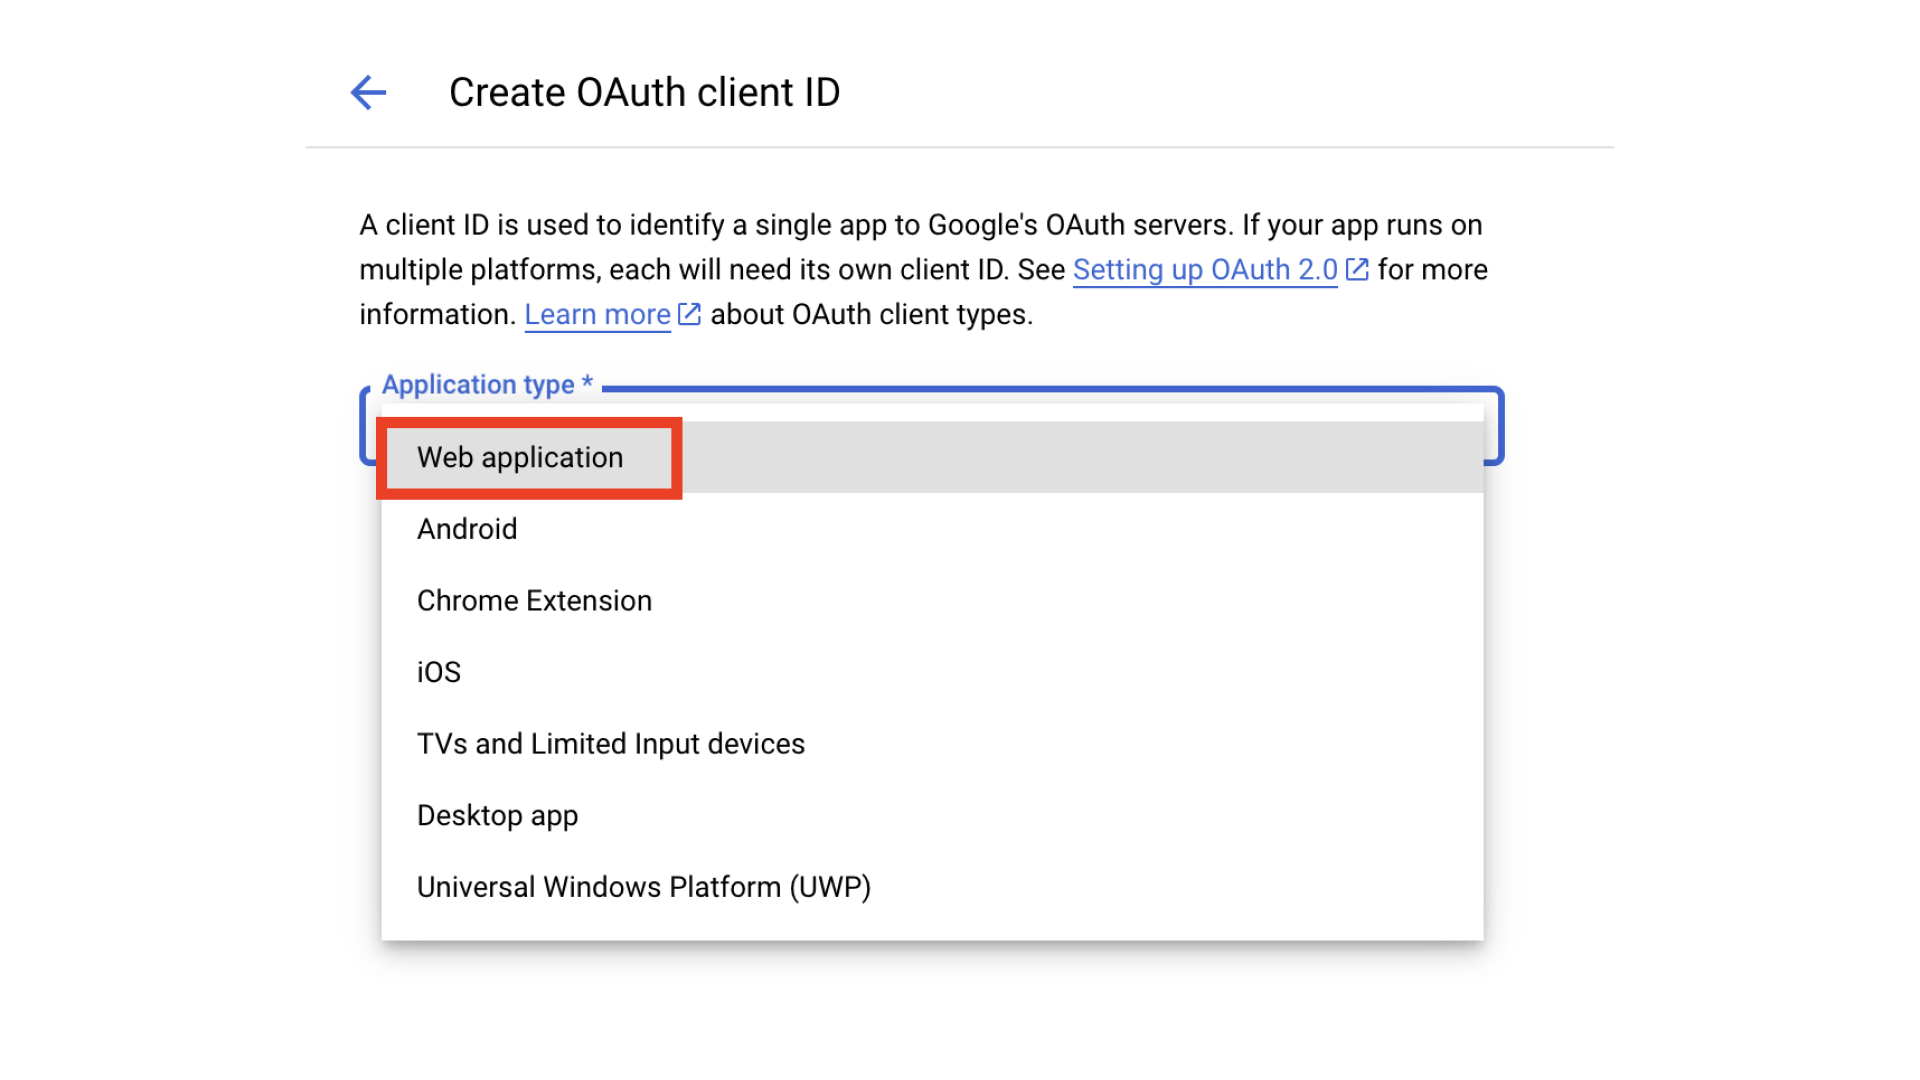 Create OAuth client ID
A client ID is used to identify a single app to Google's OAuth servers. If your app runs on
multiple platforms, each will need its own client ID. See Setting up OAuth 2.0 for more
information. Learn more about OAuth client types.
Application type *
Web application
Android
Chrome Extension
iOS
TVs and Limited Input devices
Desktop app
Universal Windows Platform (UWP)